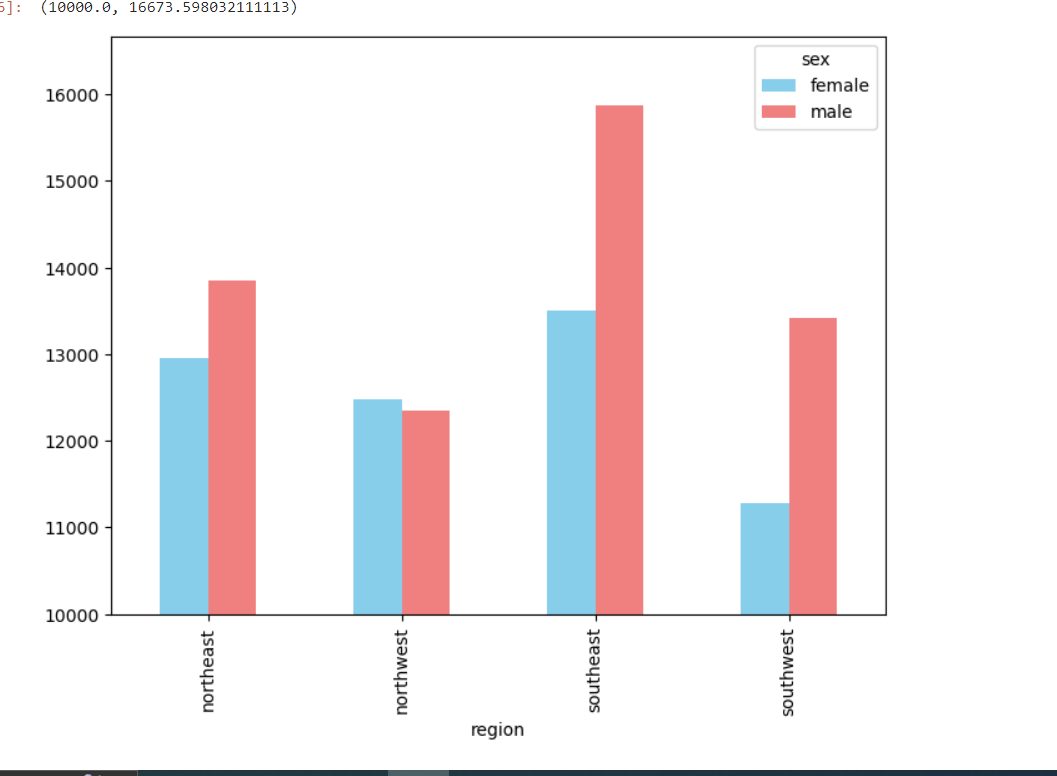 5]: (10000.0, 16673.598032111113)
sex
female
male
16000
15000
14000
13000
12000
11000
10000
northeast
northwest
southeast
southwest
region